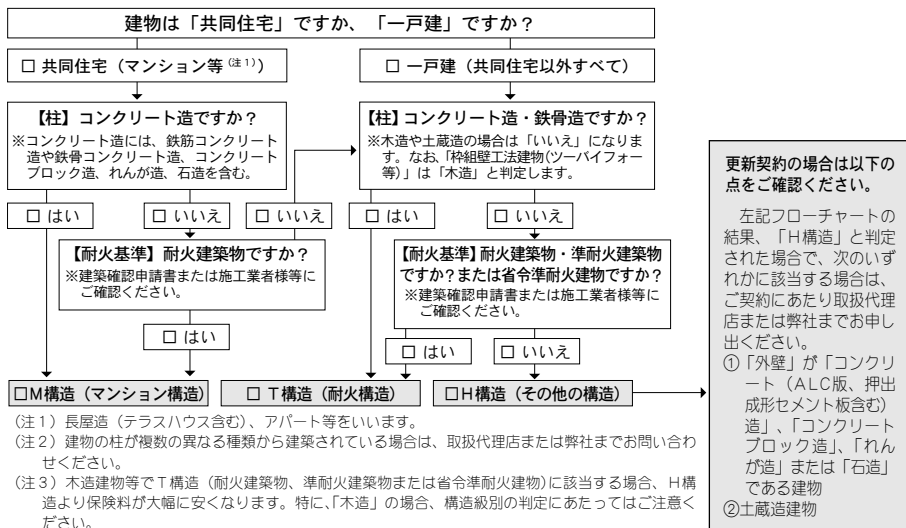 建物は「共同住宅」ですか、「一戸建」ですか？
□ 共同住宅（マンション等（注１））
□ 一戸建（共同住宅以外すべて）
【柱】コンクリート造ですか？
※コンクリート造には、鉄筋コンクリート
造や鉄骨コンクリート造、コンクリート
ブロック造、れんが造、石造を含む。
【柱】コンクリート造・鉄骨造ですか？
※木造や土蔵造の場合は「いいえ」になりま
す。なお、「枠組壁工法建物（ツーバイフォー
等）」は「木造」と判定します。
□ はい
□ いいえ
□ いいえ
□ はい
□ いいえ
【耐火基準】耐火建築物ですか？
※建築確認申請書または施工業者様等に
ご確認ください。
【耐火基準】耐火建築物・準耐火建築物
ですか？または省令準耐火建物ですか？
※建築確認申請書または施工業者様等に
ご確認ください。
□ はい
□ はい
□ いいえ
□M構造（マンション構造）
□ T構造（耐火構造）
□H構造（その他の構造）
（注１）長屋造（テラスハウス含む）、アパート等をいいます。
（注２）建物の柱が複数の異なる種類から建築されている場合は、取扱代理店または弊社までお問い合わ
せください。
（注３）木造建物等でT構造（耐火建築物、準耐火建築物または省令準耐火建物）に該当する場合、H構
造より保険料が大幅に安くなります。特に、「木造」の場合、構造級別の判定にあたってはご注意く
ださい。
更新契約の場合は以下の
点をご確認ください。
左記フローチャートの
結果、「H構造」と判定
された場合で、次のいず
れかに該当する場合は、
ご契約にあたり取扱代理
店または弊社までお申し
出ください。
①「外壁」が「コンクリ
ート（ALC版、押出
成形セメント板含む）
造」、「コンクリート
ブロック造」、「れん
が造」または「石造」
である建物
②土蔵造建物